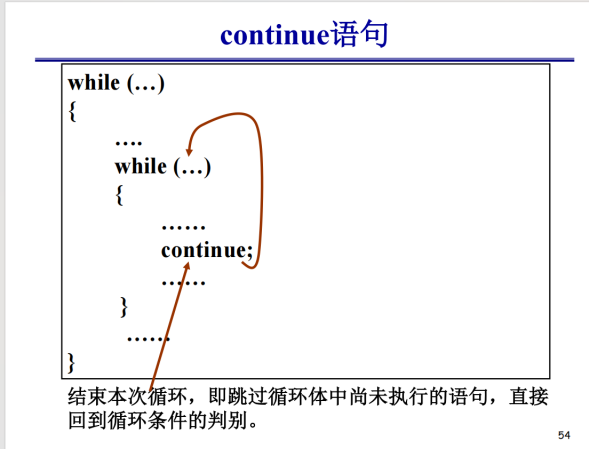 continue语句
while (…)
{
….
while (…)
{
……
continue;
……
}
……
}
结束本次循环，即跳过循环体中尚未执行的语句，直接
回到循环条件的判别。
54